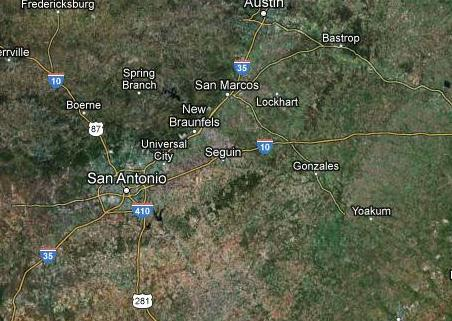 Fredericksburg
Austin
rrville
Bastrop
35
10
Spring
Branch
San Marcos
Boerne
Lockhart
New
Braunfels
87
Universal
City
Seguin
10
Gonzales
San Antonio
410
Yoakum
35
281